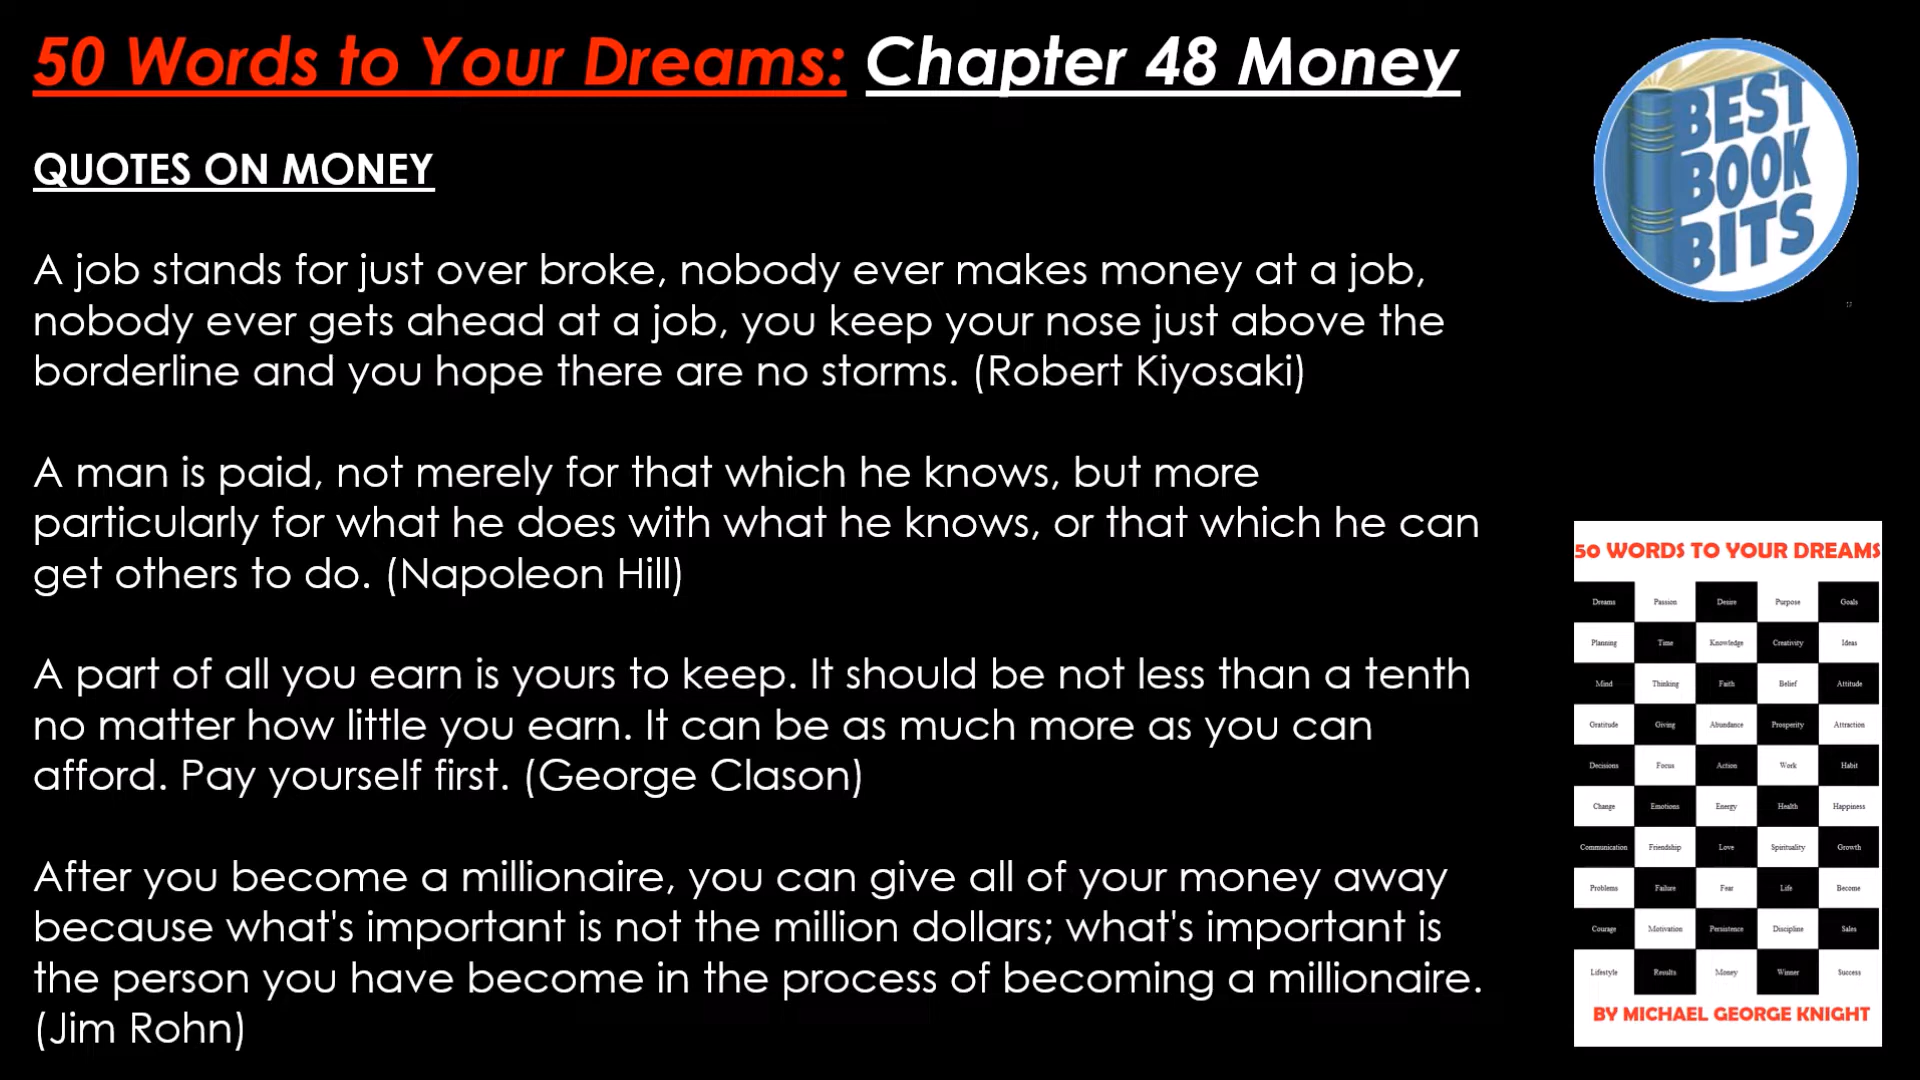 50 Words to Your Dreams: Chapter 48 Money
QUOTES ON MONEY
A job stands for just over broke, nobody ever makes money at a job,
nobody ever gets ahead at a job, you keep your nose just above the
borderline and you hope there are no storms. (Robert Kiyosaki)
A man is paid, not merely for that which he knows, but more
particularly for what he does with what he knows, or that which he can
get others to do. (Napoleon Hill)
A part of all you earn is yours to keep. It should be not less than a tenth
no matter how little you earn. It can be as much more as you can
afford. Pay yourself first. (George Clason)
After you become a millionaire, you can give all of your money away
because what's important is not the million dollars; what's important is
the person you have become in the process of becoming a millionaire.
(Jim Rohn)
BEST
BOOK
BITS
50 WORDS TO YOUR DREAMS
Dreams Passion Desire Purpose Goals
Planning Time Knowledge Creativity Ideas
Mind Thinking Faith Belief Attitude
Gratitude Giving Abundance Prosperity Attraction
Decisions Focus Action Work Habit
Change Emotions Energy Health Happiness
Communication Friendship Love Spirituality Growth
Problems Failure Fear Life Become
Courage Motivation Persistence Discipline Sales
Lifestyle Results Money Winner Success
BY MICHAEL GEORGE KNIGHT